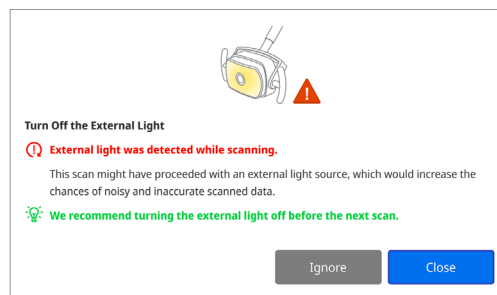 Turn Off the External Light
External light was detected while scanning.
This scan might have proceeded with an external light source, which would increase the
chances of noisy and inaccurate scanned data.
We recommend turning the external light off before the next scan.
Ignore
Close